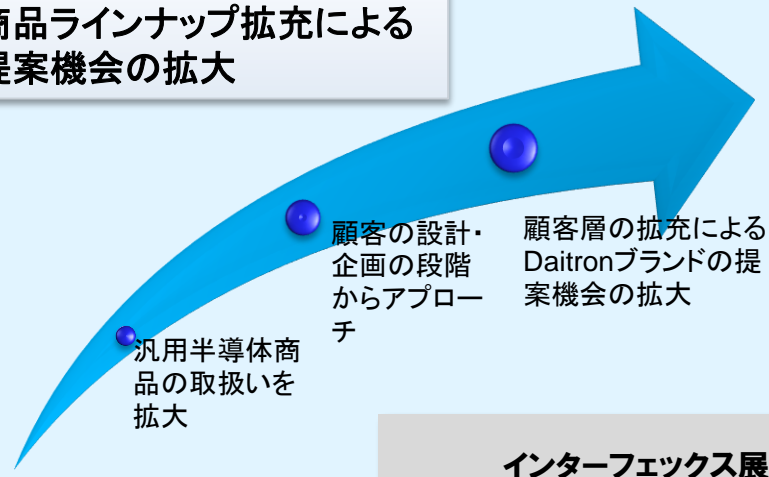 商品ラインナップ拡充による
提案機会の拡大
顧客の設計・
企画の段階
からアプロー
チ
顧客層の拡充による
Daitronブランドの提
案機会の拡大
汎用半導体商
品の取扱いを
拡大
インターフェックス展